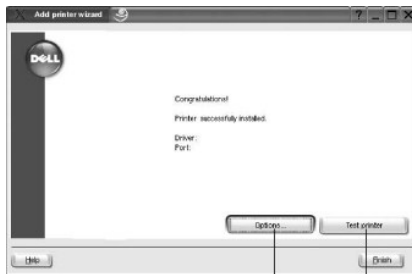 Add printer wizard
DELL
Congratulations!
Printer successfully installed.
Driver:
Port:
Options...
Test printer
Help
Finish